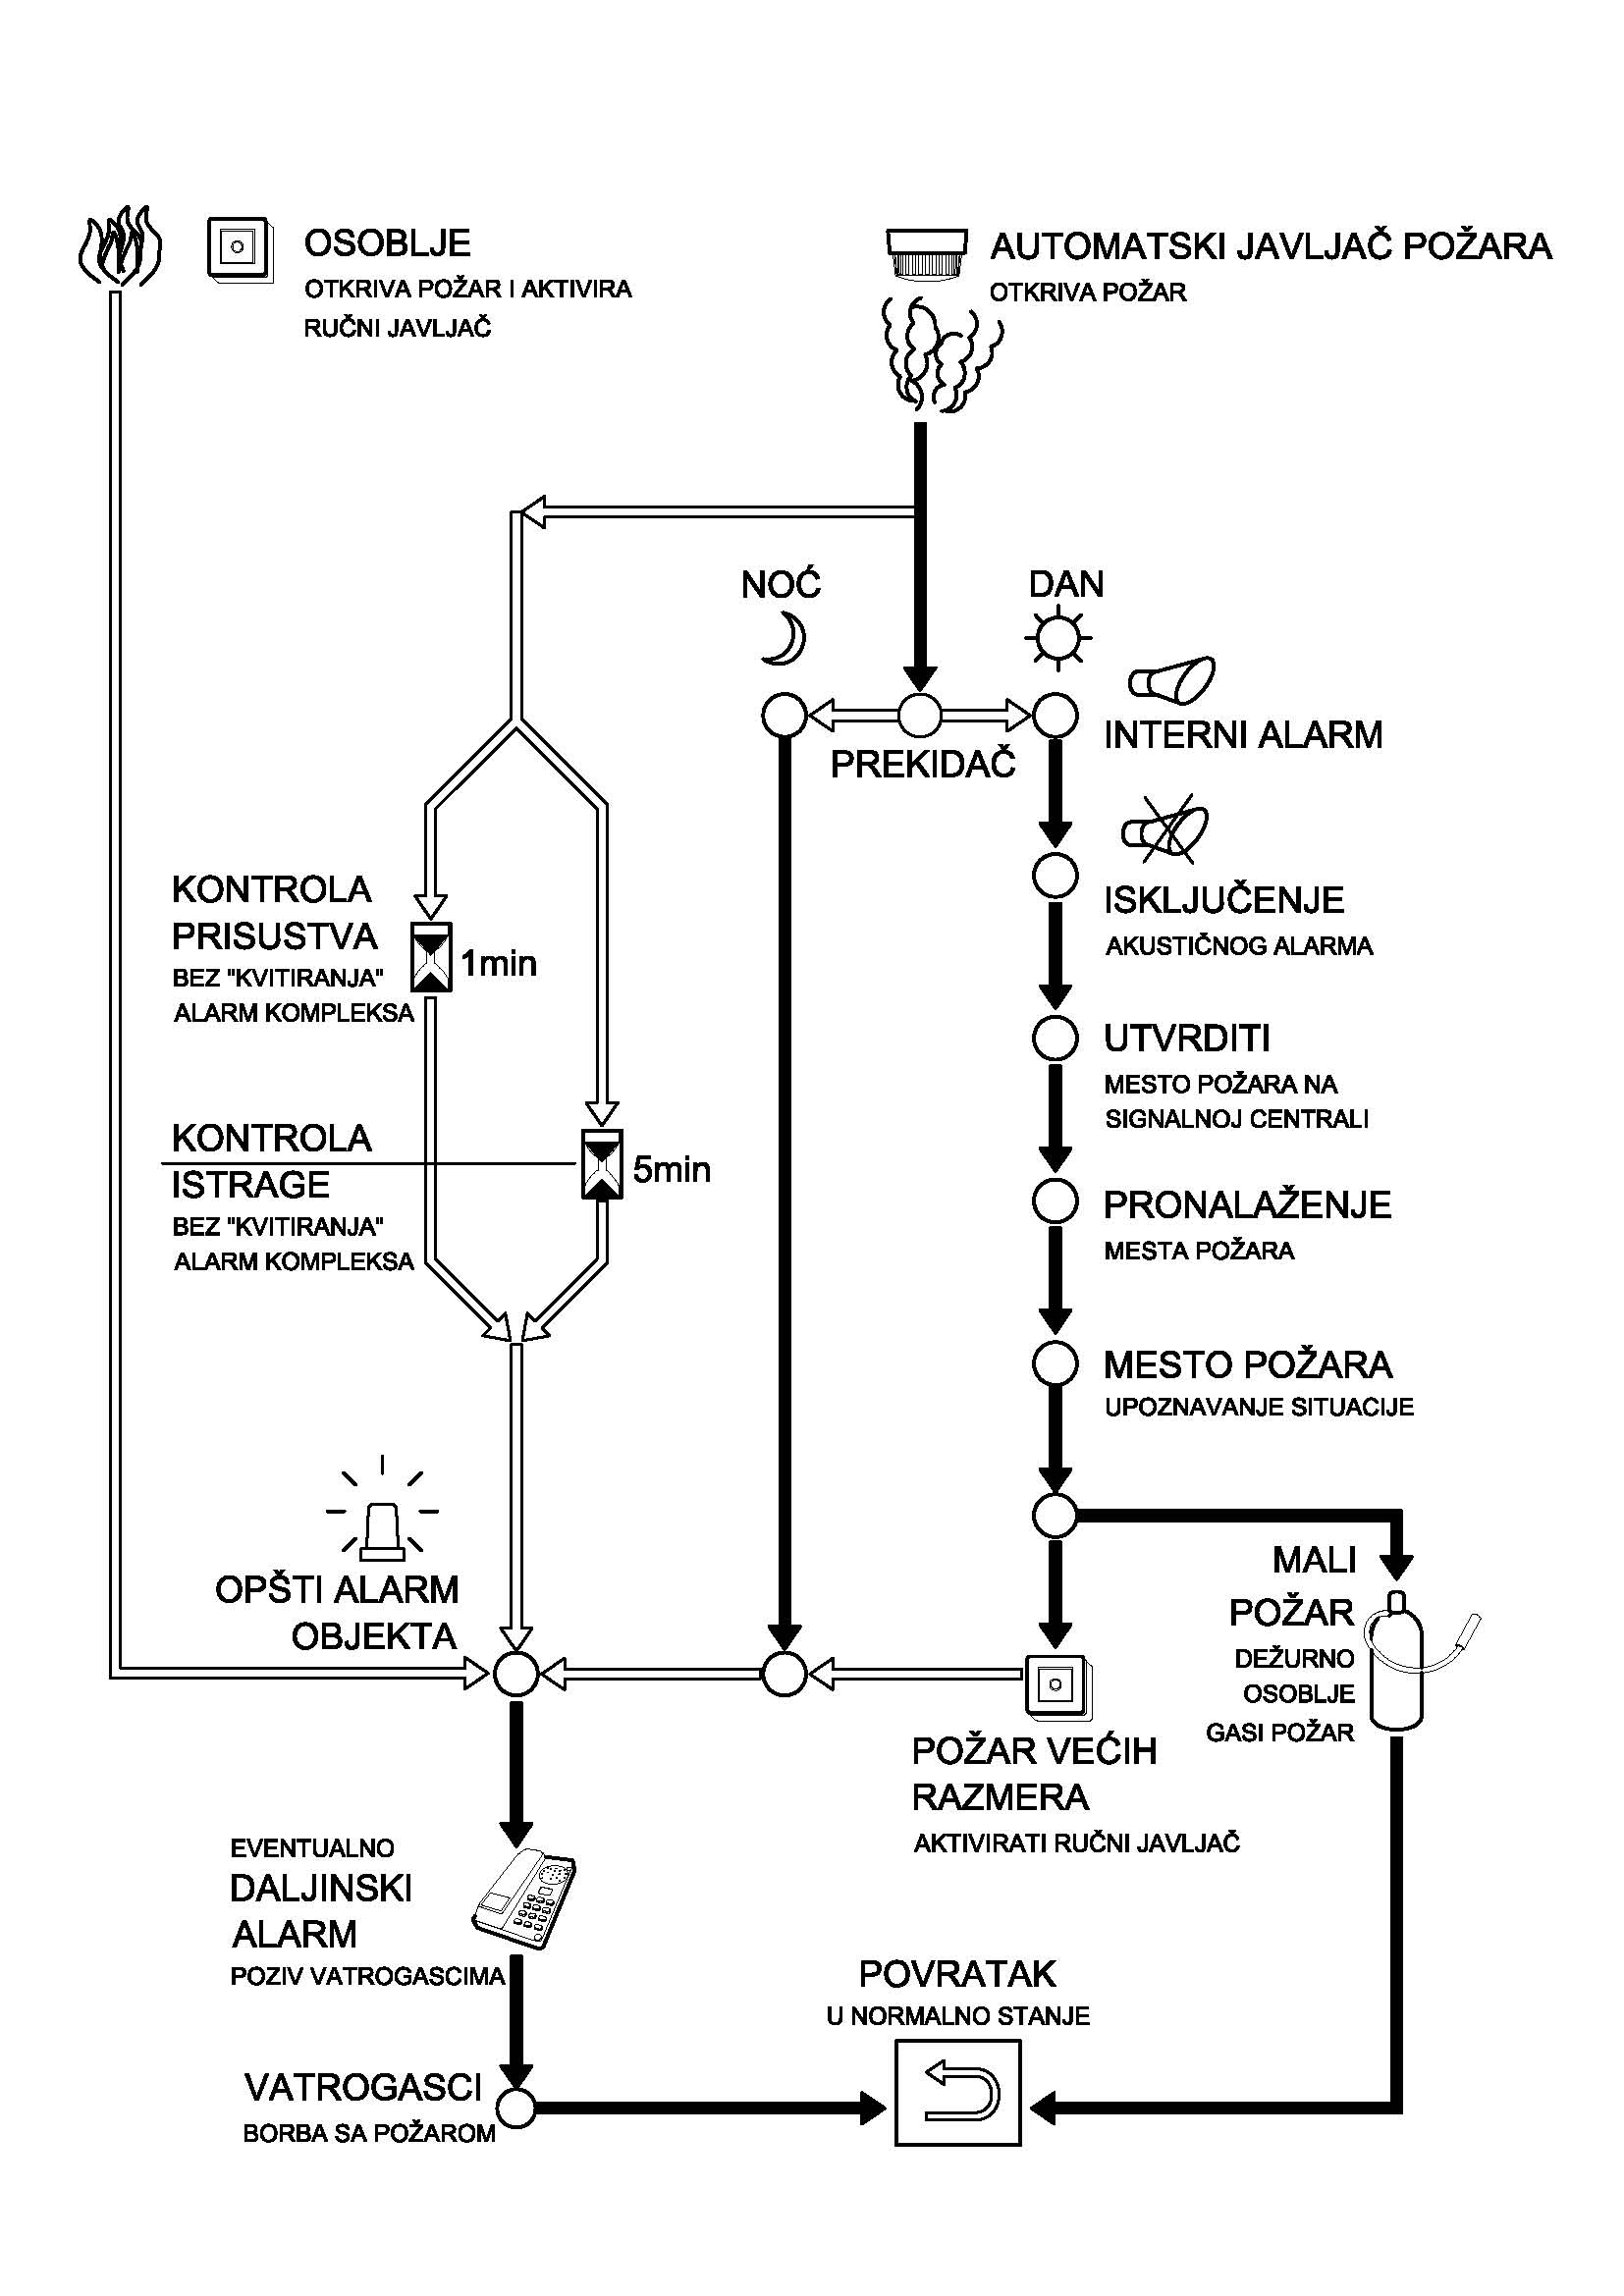 OSOBLJE
OTKRIVA POŽAR I AKTIVIRA
RUČNI JAVLJAČ
AUTOMATSKI JAVLJAČ POŽARA
OTKRIVA POŽAR
NOĆ
DAN
PREKIDAČ
INTERNI ALARM
ISKLJUČENJE
AKUSTIČNOG ALARMA
KONTROLA
PRISUSTVA
BEZ "KVITIRANJA"
ALARM KOMPLEKSA
1min
UTVRDITI
MESTO POŽARA NA
SIGNALNOJ CENTRALI
KONTROLA
ISTRAGE
BEZ "KVITIRANJA"
ALARM KOMPLEKSA
5min
PRONALAŽENJE
MESTA POŽARA
MESTO POŽARA
UPOZNAVANJE SITUACIJE
OPŠTI ALARM
OBJEKTA
MALI
POŽAR
DEŽURNO
OSOBLJE
GASI POŽAR
POŽAR VEĆIH
RAZMERA
AKTIVIRATI RUČNI JAVLJAČ
EVENTUALNO
DALJINSKI
ALARM
POZIV VATROGASCIMA
POVRATAK
U NORMALNO STANJE
VATROGASCI
BORBA SA POŽAROM